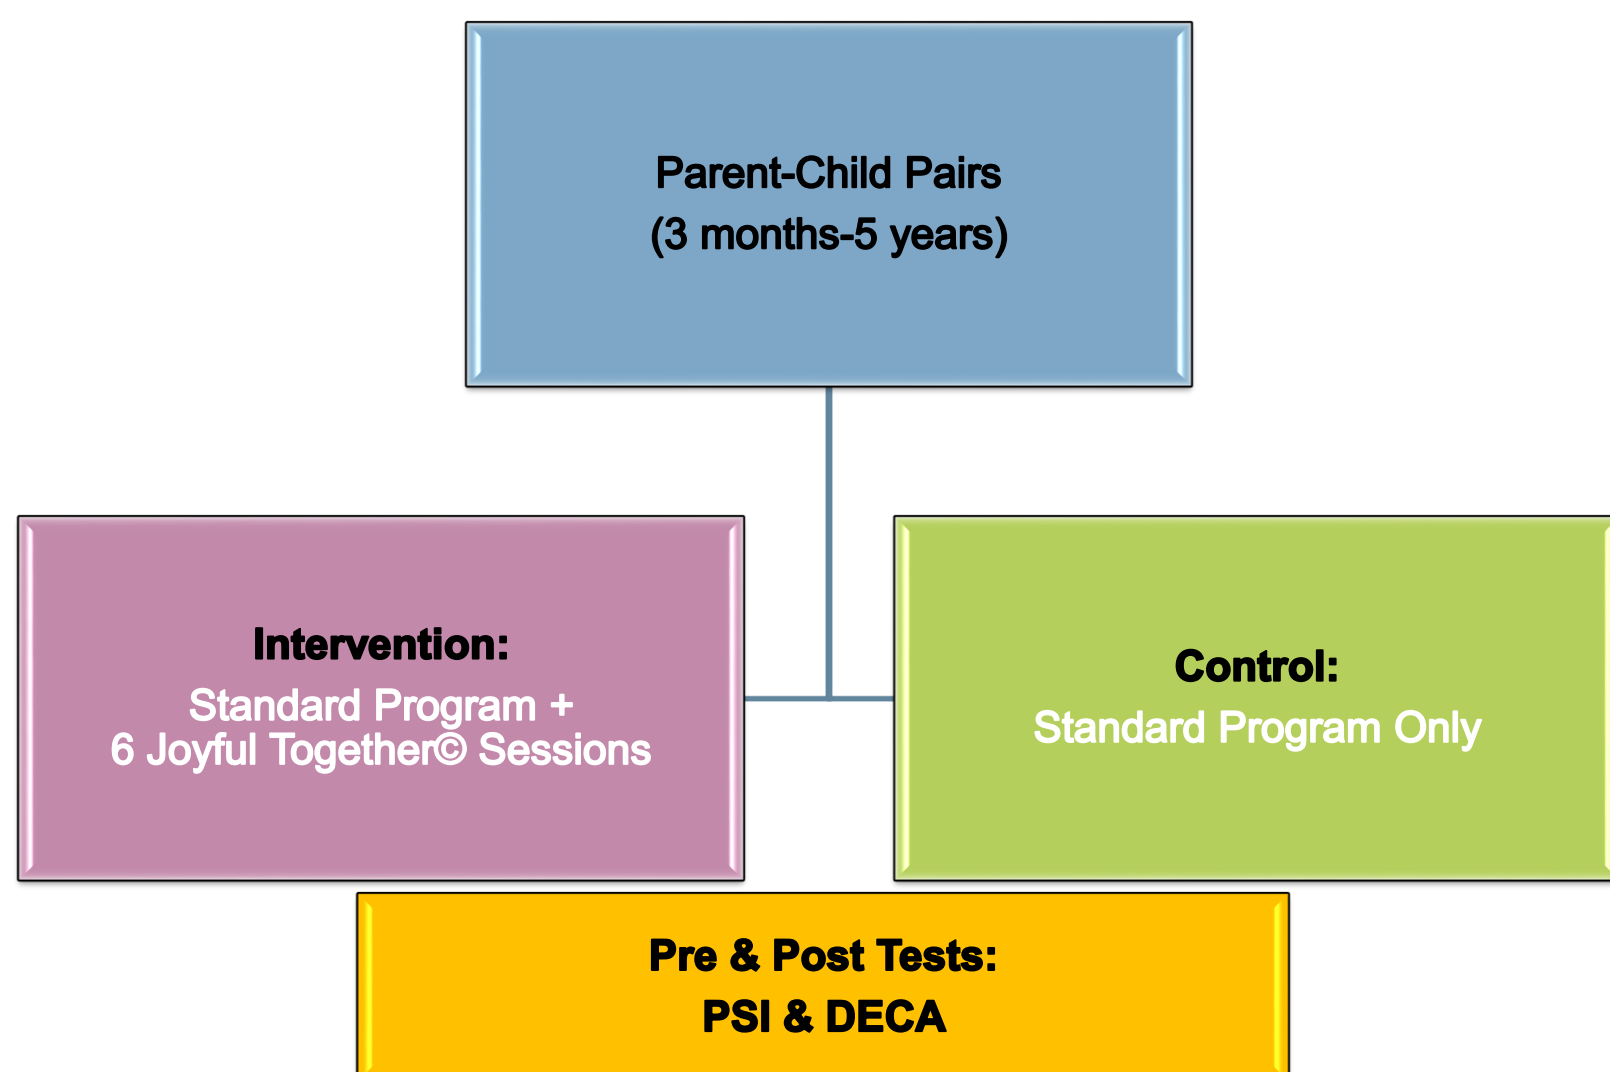 Parent-Child Pairs
(3 months-5 years)
Intervention:
Standard Program +
6 Joyful Together© Sessions
Control:
Standard Program Only
Pre & Post Tests:
PSI & DECA